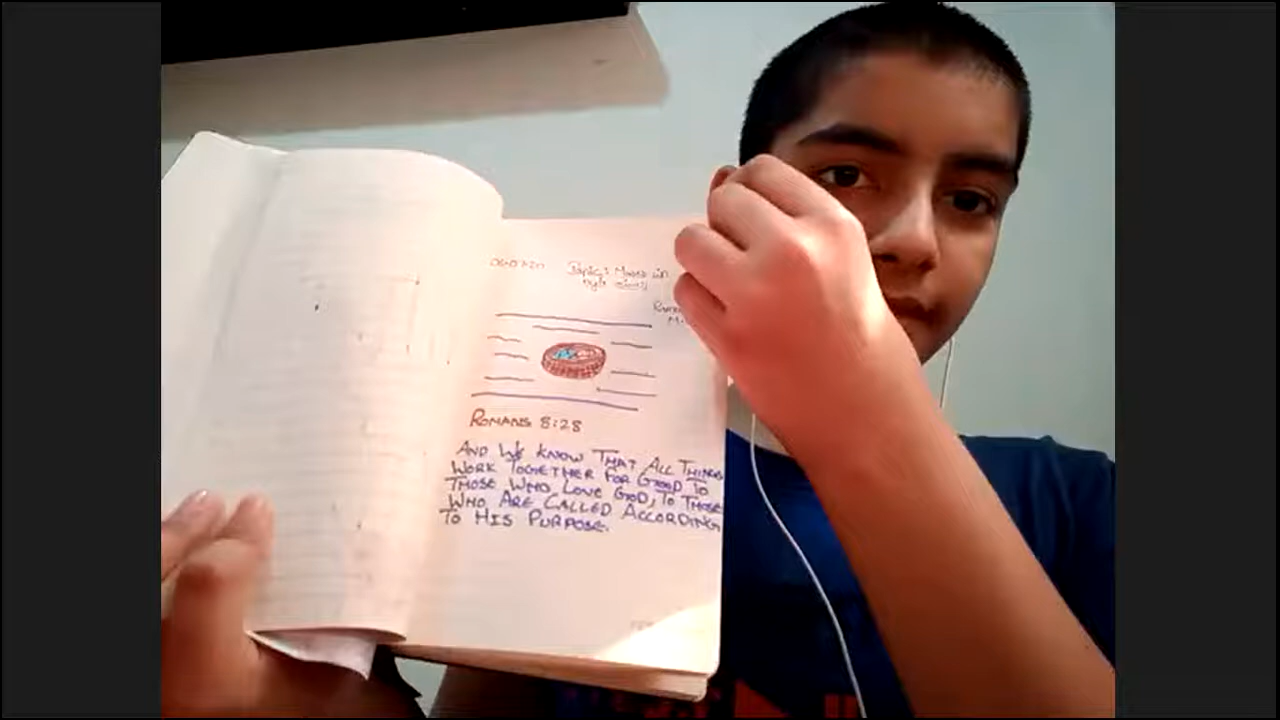 Topic: Moses in
ROMANS 8:28
AND WE KNOW THAT ALL THINGS
WORK TOGETHER FOR GOOD TO
THOSE WHO LOVE GOD, TO THOSE
WHO ARE CALLED ACCORDING
TO HIS PURPOSE.